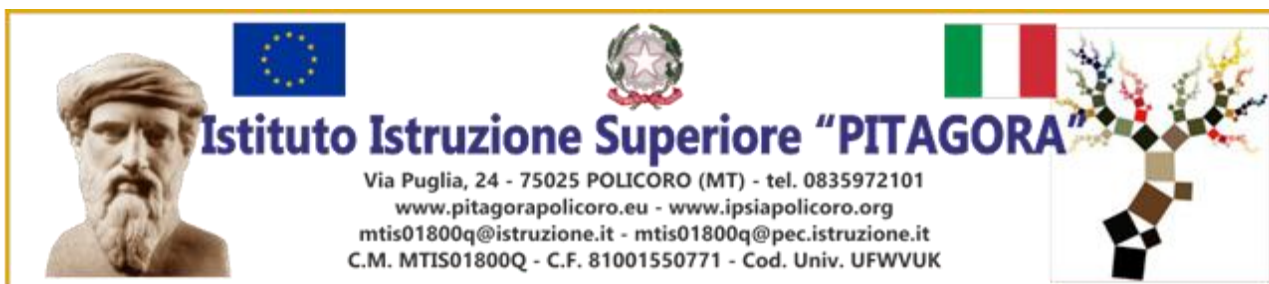 Istituto Istruzione Superiore “PITAGORA”
Via Puglia, 24 - 75025 POLICORO (MT) - tel. 0835972101
www.pitagorapolicoro.eu - www.ipsiapolicoro.org
mtis01800q@istruzione.it - mtis01800q@pec.istruzione.it
C.M. MTIS01800Q - C.F. 81001550771 - Cod. Univ. UFWVUK